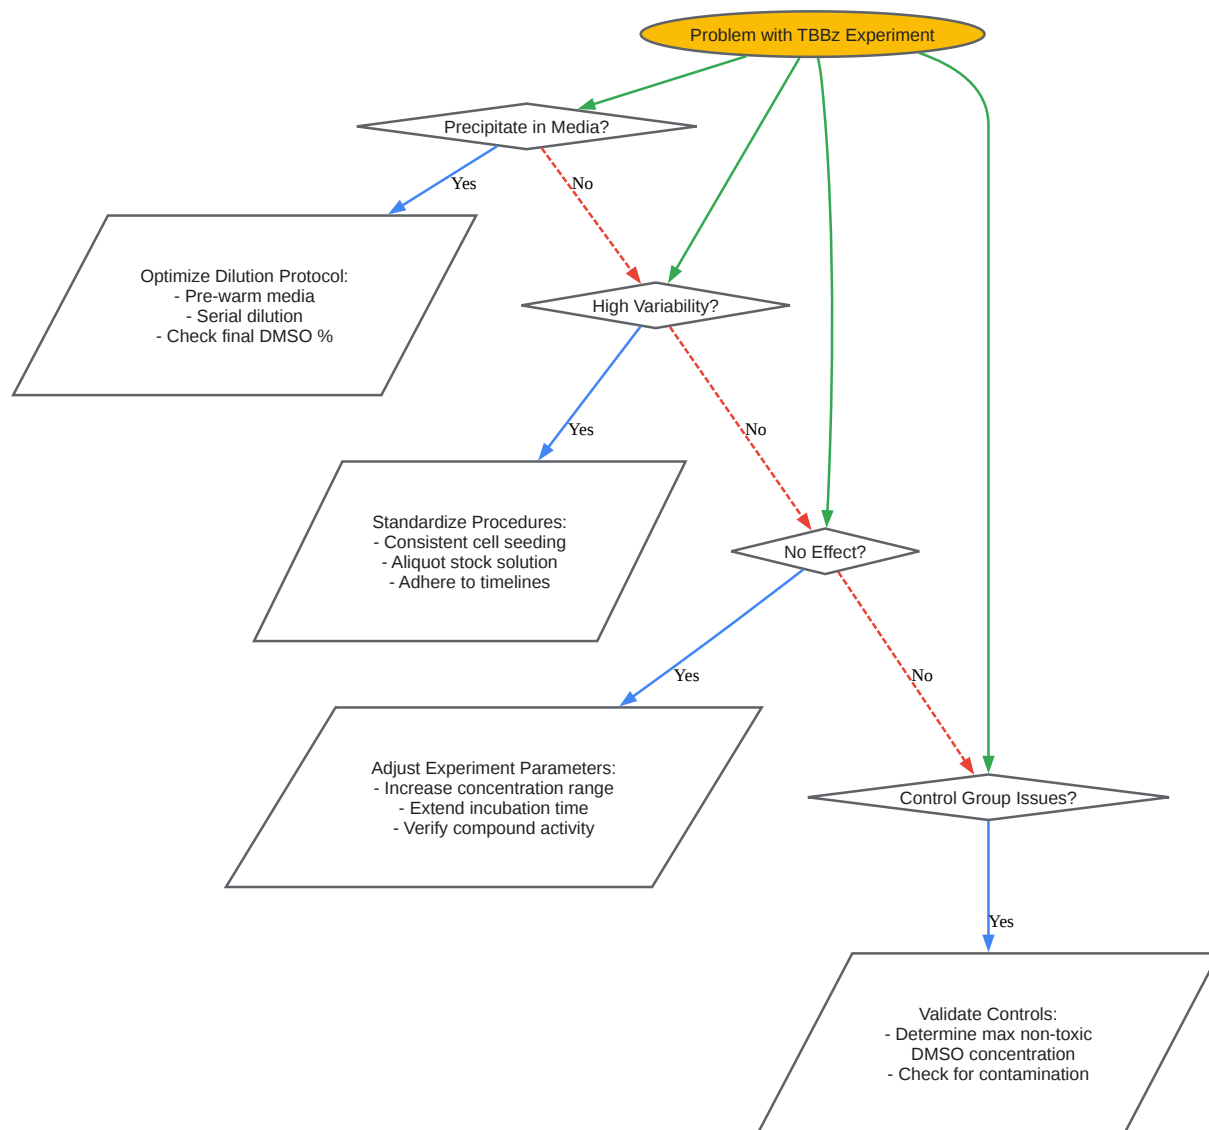 Problem with TBBz Experiment
Precipitate in Media?
Yes
No
Optimize Dilution Protocol:
- Pre-warm media
- Serial dilution
- Check final DMSO %
High Variability?
Yes
No
Standardize Procedures:
- Consistent cell seeding
- Aliquot stock solution
- Adhere to timelines
No Effect?
Yes
No
Adjust Experiment Parameters:
- Increase concentration range
- Extend incubation time
- Verify compound activity
Control Group Issues?
Yes
Validate Controls:
- Determine max non-toxic
DMSO concentration
- Check for contamination